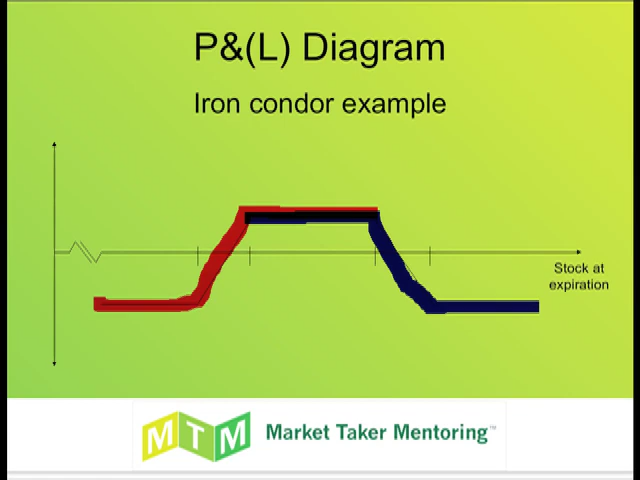 P&(L) Diagram
Iron condor example
Stock at
expiration
MTM Market Taker Mentoring™